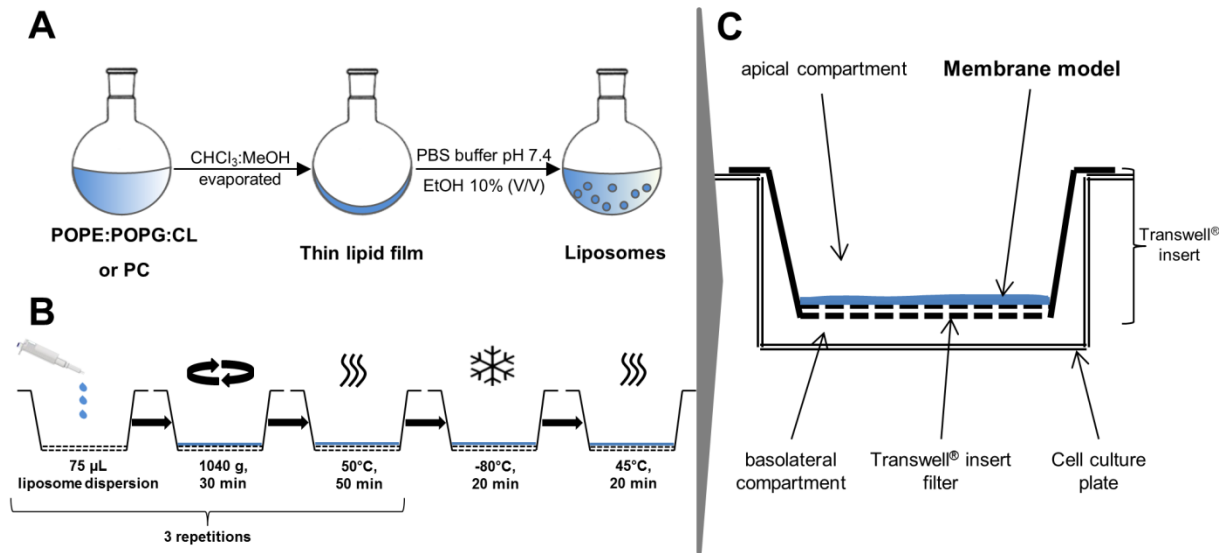 A
CHCl₃:MeOH
evaporated
PBS buffer pH 7.4
EtOH 10% (V/V)
POPE:POPG:CL
or PC
Thin lipid film
Liposomes
B
75 µL
liposome dispersion
1040 g,
30 min
50°C,
50 min
-80°C,
20 min
45°C,
20 min
3 repetitions
C
apical compartment
Membrane model
Transwell®
insert
basolateral
compartment
Transwell® insert
filter
Cell culture
plate